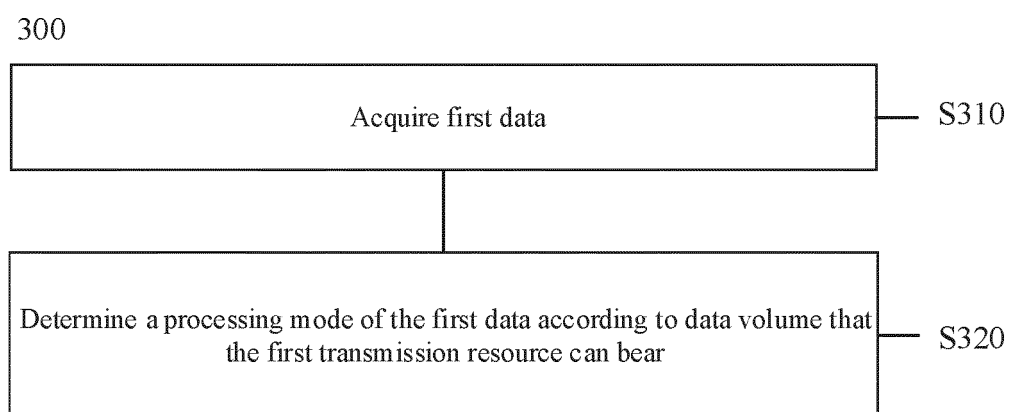 300
Acquire first data
S310
Determine a processing mode of the first data according to data volume that
the first transmission resource can bear
S320